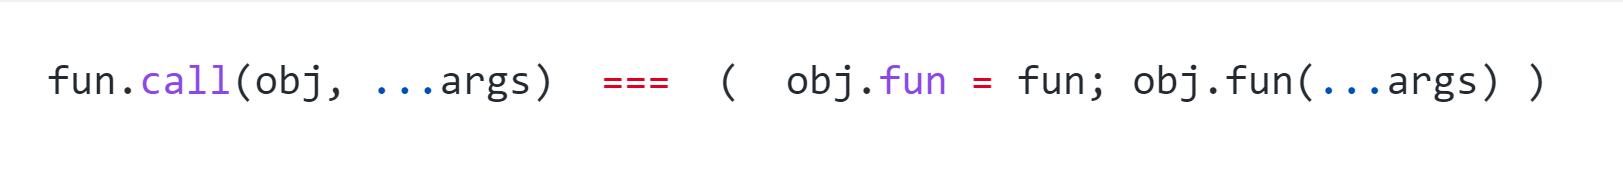 fun.call(obj, ...args)  ===  (  obj.fun = fun; obj.fun(...args) )